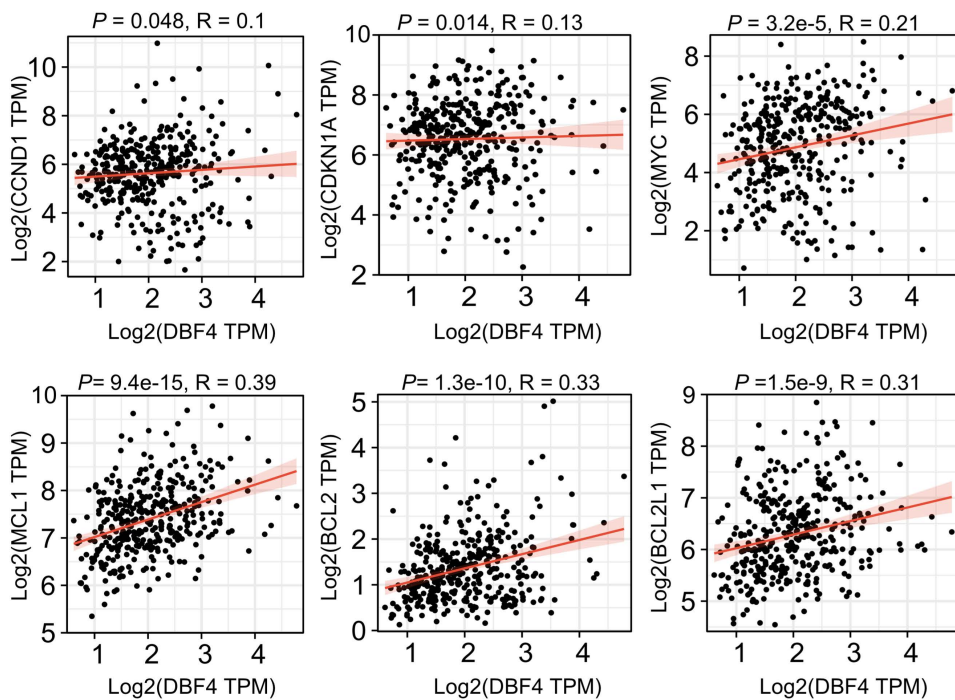 P = 0.048, R = 0.1
Log2(CCND1 TPM)
10
8
6
4
2
1 2 3 4
Log2(DBF4 TPM)
P = 0.014, R = 0.13
Log2(CDKN1A TPM)
10
8
6
4
2
1 2 3 4
Log2(DBF4 TPM)
P = 3.2e-5, R = 0.21
Log2(MYC TPM)
8
6
4
2
1 2 3 4
Log2(DBF4 TPM)
P= 9.4e-15, R = 0.39
Log2(MCL1 TPM)
10
9
8
7
6
5
1 2 3 4
Log2(DBF4 TPM)
P= 1.3e-10, R = 0.33
Log2(BCL2 TPM)
5
4
3
2
1
0
1 2 3 4
Log2(DBF4 TPM)
P =1.5e-9, R = 0.31
Log2(BCL2L1 TPM)
9
8
7
6
5
1 2 3 4
Log2(DBF4 TPM)